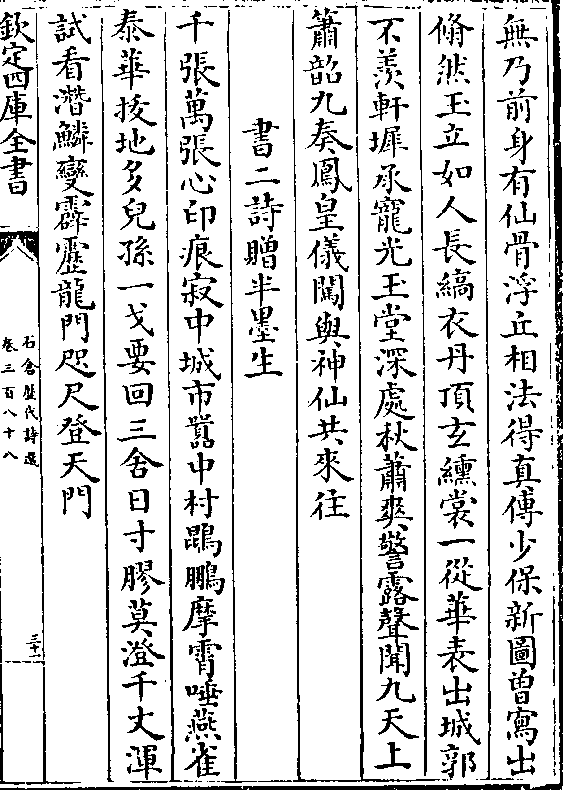 無乃前身有仙骨浮丘相法得真傳少保新圖曽寫出
翛然玉立如人長縞衣丹頂玄纁裳一從華表出城郭
不羨軒墀承寵光玉堂深處秋蕭爽警露聲聞九天上
簫韶九奏鳳皇儀闕與神仙共來往
書二詩贈半墨生
千張萬張心印痕寂中城市囂中村鵾鵬摩霄唾燕雀
泰華拔地多兒孫一戈要回三舍日寸膠莫澄千丈渾
試看潛鱗變霹靂龍門咫尺登天門
欽定四庫全書
石倉歷代詩選
卷三百八十八
三十一